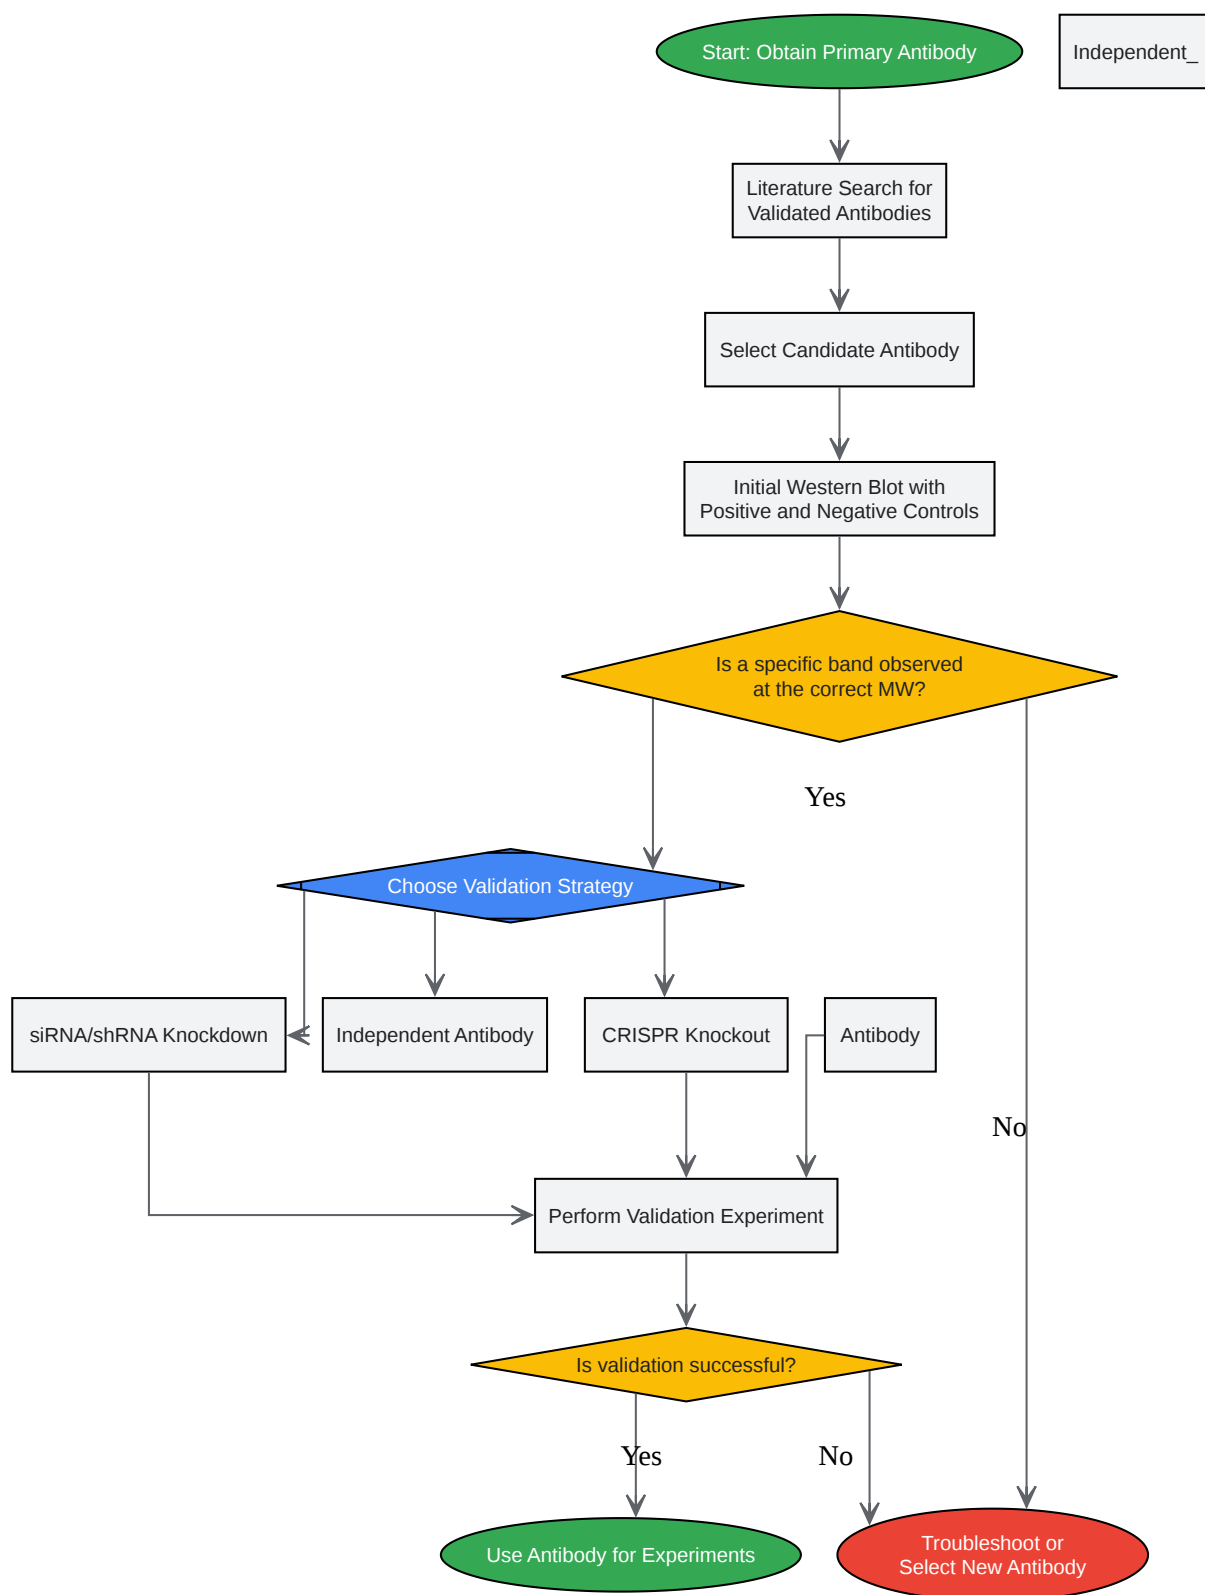 Start: Obtain Primary Antibody
Independent_
Literature Search for
Validated Antibodies
Select Candidate Antibody
Initial Western Blot with
Positive and Negative Controls
Is a specific band observed
at the correct MW?
Yes
Choose Validation Strategy
siRNA/shRNA Knockdown
Independent Antibody
CRISPR Knockout
Antibody
No
Perform Validation Experiment
Is validation successful?
Yes
No
Use Antibody for Experiments
Troubleshoot or
Select New Antibody